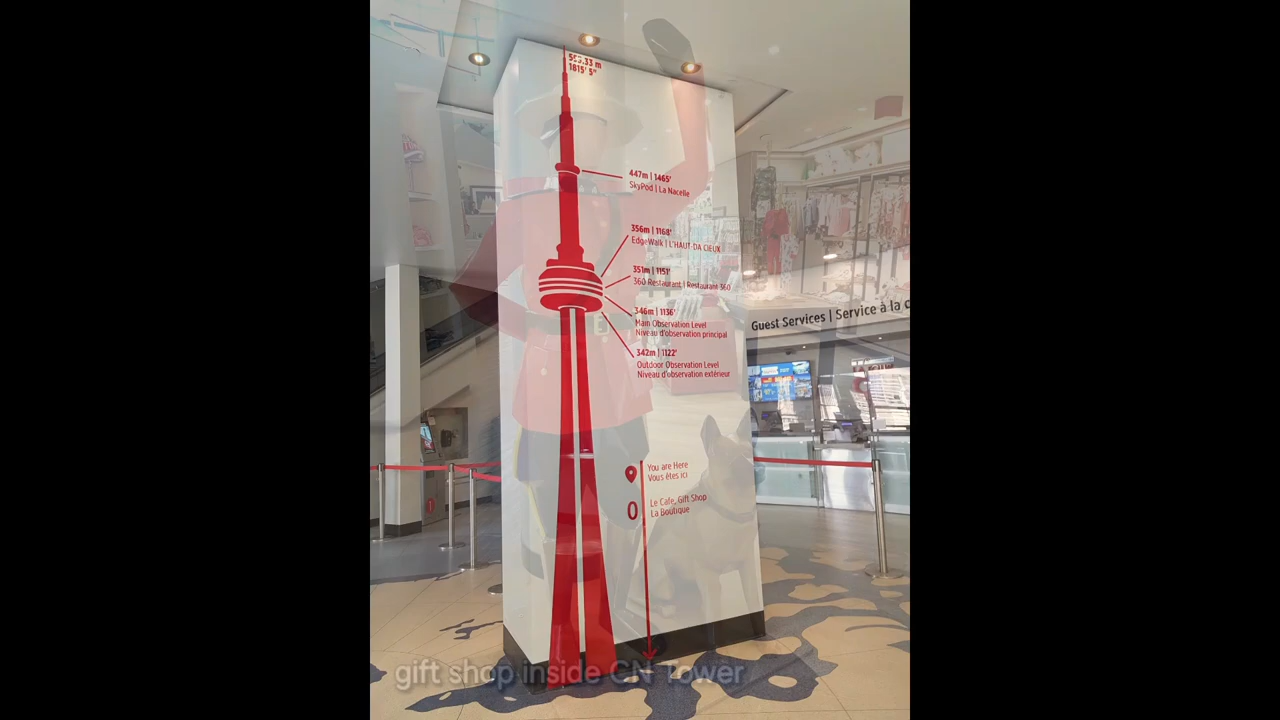 553.33 m
1815' 5"
447m | 1465'
SkyPod | La Nacelle
356m | 1168'
EdgeWalk | L'HAUT-DA CIEUX
351m | 1151'
360 Restaurant | Restaurant 360
346m | 1136'
Main Observation Level
Niveau d'observation principal
342m | 1122'
Outdoor Observation Level
Niveau d'observation extérieur
Guest Services | Service à la c
You are Here
Vous êtes ici
Le Cafe, Gift Shop
La Boutique
gift shop inside CN Tower